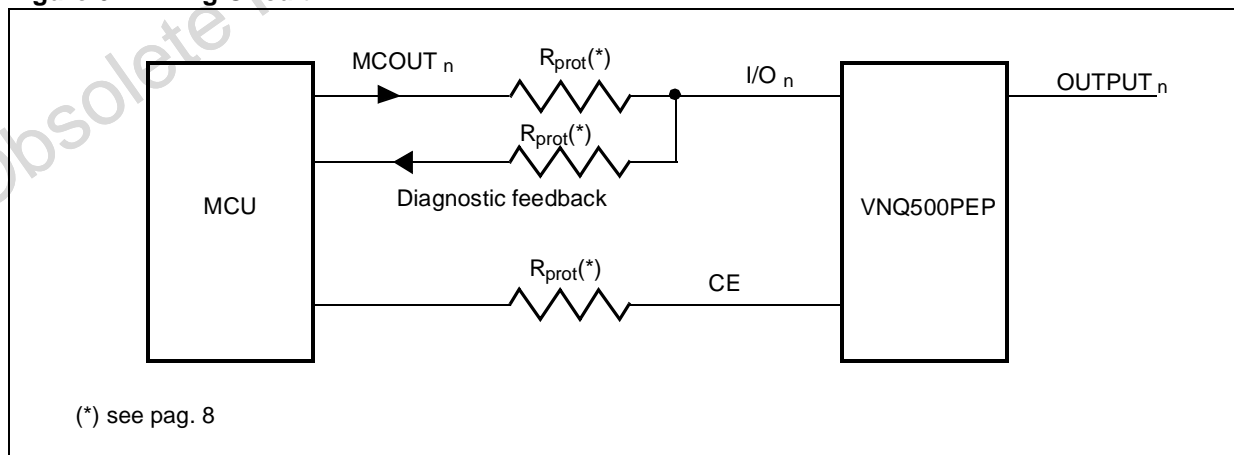 MCOUT n
Rprot(*)
I/O n
OUTPUT n
Rprot(*)
Diagnostic feedback
MCU
VNQ500PEP
Rprot(*)
CE
(*) see pag. 8